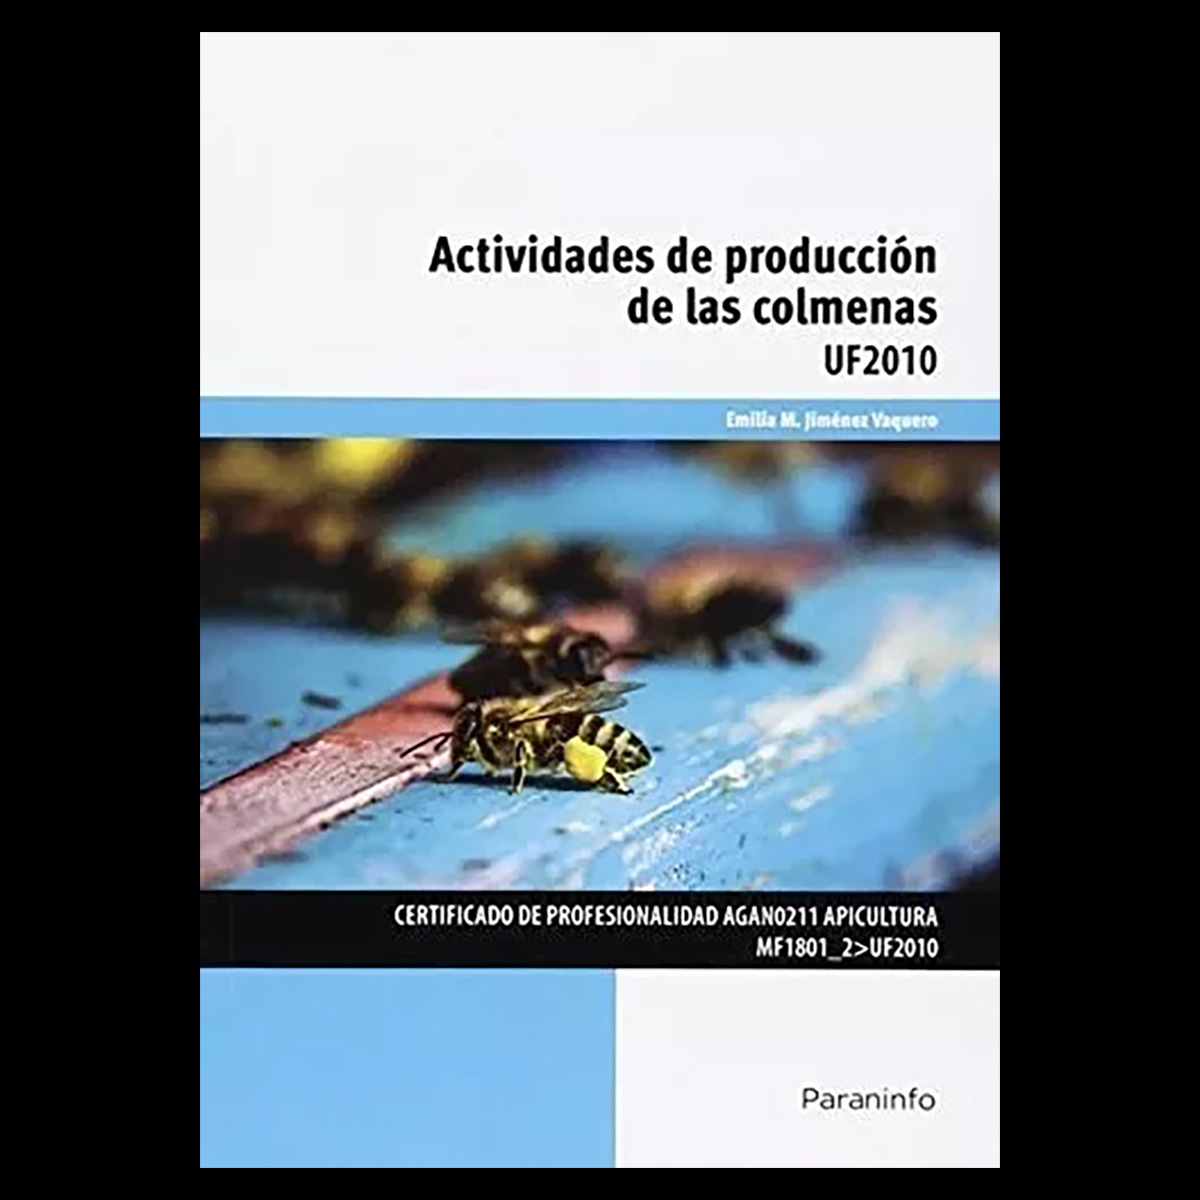 Actividades de producción
de las colmenas
UF2010
Emilia M. Jiménez Vaquero
CERTIFICADO DE PROFESIONALIDAD AGAN0211 APICULTURA
MF1801_2>UF2010
Paraninfo